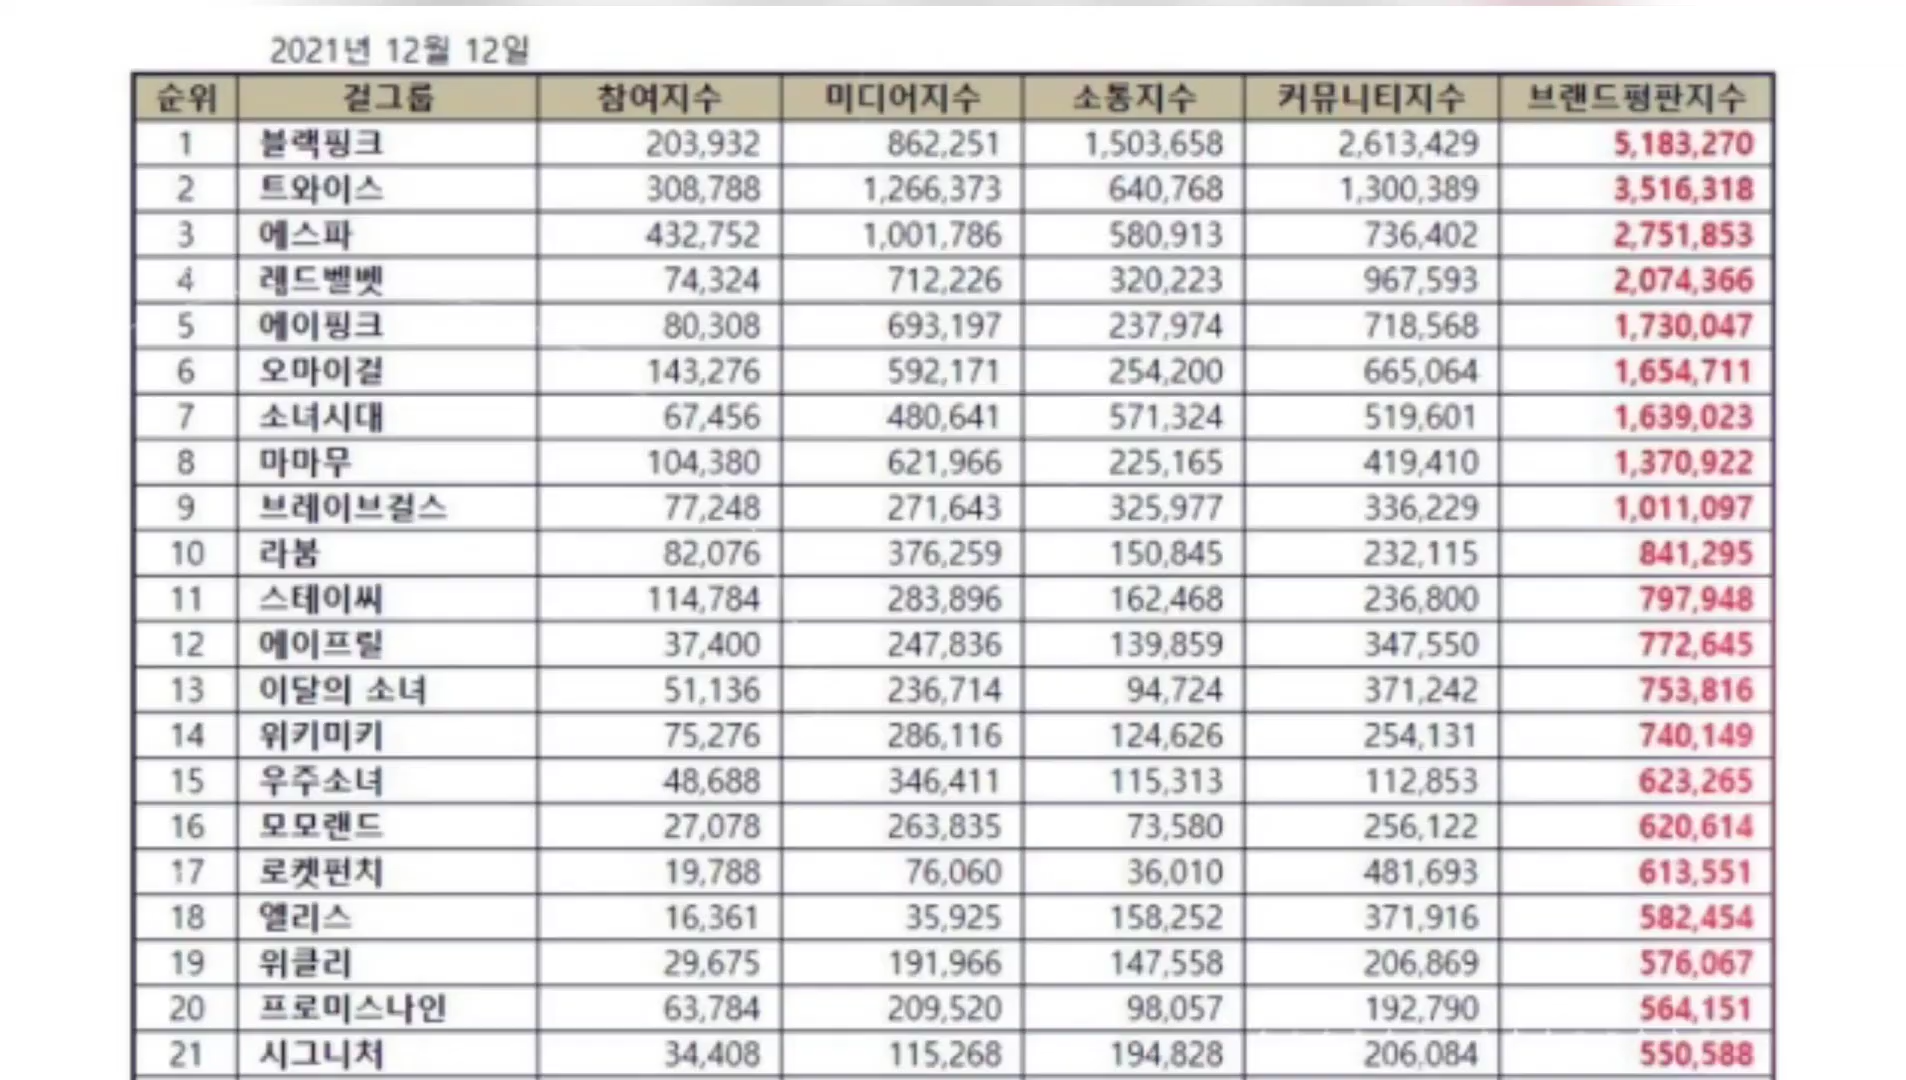 2021년 12월 12일
순위 걸그룹 참여지수 미디어지수 소통지수 커뮤니티지수 브랜드평판지수
1 블랙핑크 203,932 862,251 1,503,658 2,613,429 5,183,270
2 트와이스 308,788 1,266,373 640,768 1,300,389 3,516,318
3 에스파 432,752 1,001,786 580,913 736,402 2,751,853
4 레드벨벳 74,324 712,226 320,223 967,593 2,074,366
5 에이핑크 80,308 693,197 237,974 718,568 1,730,047
6 오마이걸 143,276 592,171 254,200 665,064 1,654,711
7 소녀시대 67,456 480,641 571,324 519,601 1,639,023
8 마마무 104,380 621,966 225,165 419,410 1,370,922
9 브레이브걸스 77,248 271,643 325,977 336,229 1,011,097
10 라붐 82,076 376,259 150,845 232,115 841,295
11 스테이씨 114,784 283,896 162,468 236,800 797,948
12 에이프릴 37,400 247,836 139,859 347,550 772,645
13 이달의 소녀 51,136 236,714 94,724 371,242 753,816
14 위키미키 75,276 286,116 124,626 254,131 740,149
15 우주소녀 48,688 346,411 115,313 112,853 623,265
16 모모랜드 27,078 263,835 73,580 256,122 620,614
17 로켓펀치 19,788 76,060 36,010 481,693 613,551
18 엘리스 16,361 35,925 158,252 371,916 582,454
19 위클리 29,675 191,966 147,558 206,869 576,067
20 프로미스나인 63,784 209,520 98,057 192,790 564,151
21 시그니처 34,408 115,268 194,828 206,084 550,588